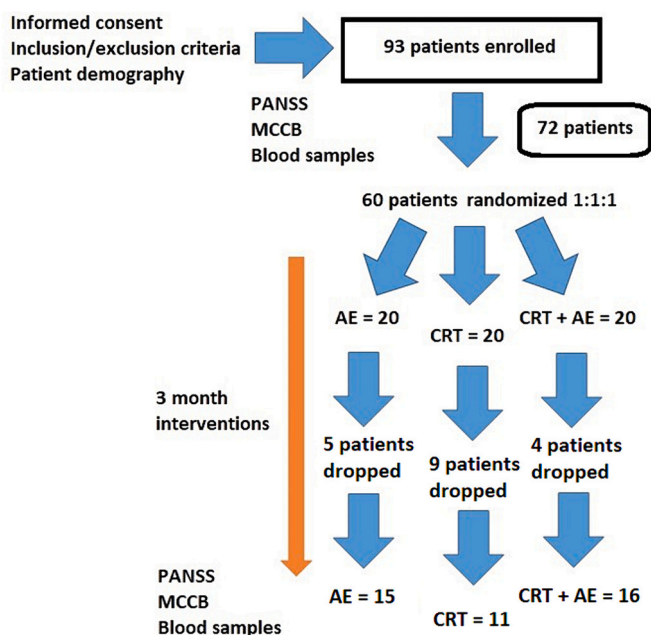 Informed consent
Inclusion/exclusion criteria
Patient demography
93 patients enrolled
PANSS
MCCB
Blood samples
72 patients
60 patients randomized 1:1:1
AE = 20
CRT = 20
CRT + AE = 20
3 month
interventions
5 patients
dropped
9 patients
dropped
4 patients
dropped
PANSS
MCCB
Blood samples
AE = 15
CRT = 11
CRT + AE = 16